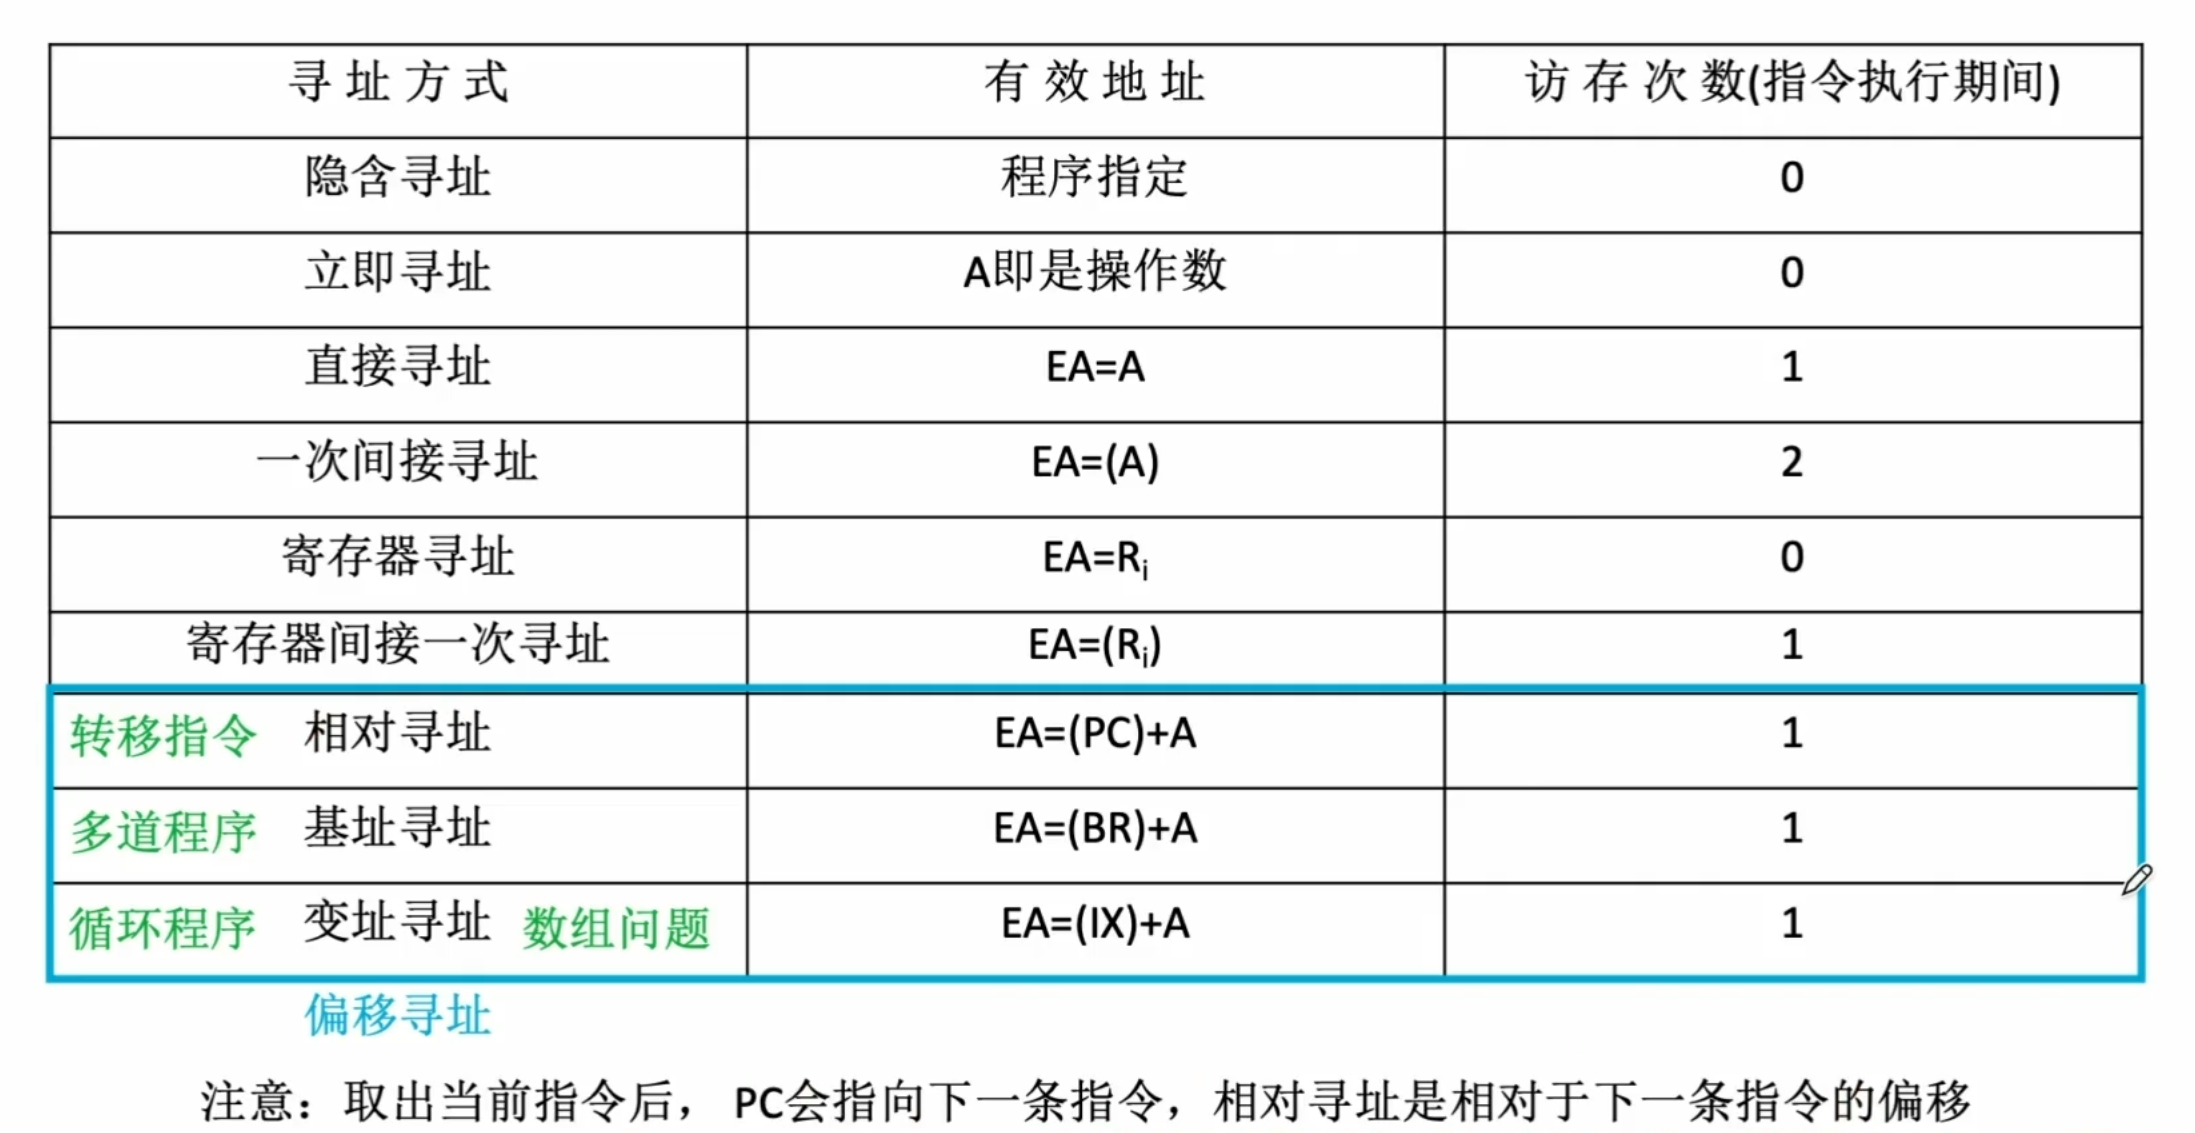 寻址方式 有效地址 访存次数(指令执行期间)
隐含寻址 程序指定 0
立即寻址 A即是操作数 0
直接寻址 EA=A 1
一次间接寻址 EA=(A) 2
寄存器寻址 EA=Rᵢ 0
寄存器间接一次寻址 EA=(Rᵢ) 1
转移指令 相对寻址 EA=(PC)+A 1
多道程序 基址寻址 EA=(BR)+A 1
循环程序 变址寻址 数组问题 EA=(IX)+A 1
偏移寻址
注意：取出当前指令后， PC会指向下一条指令，相对寻址是相对于下一条指令的偏移